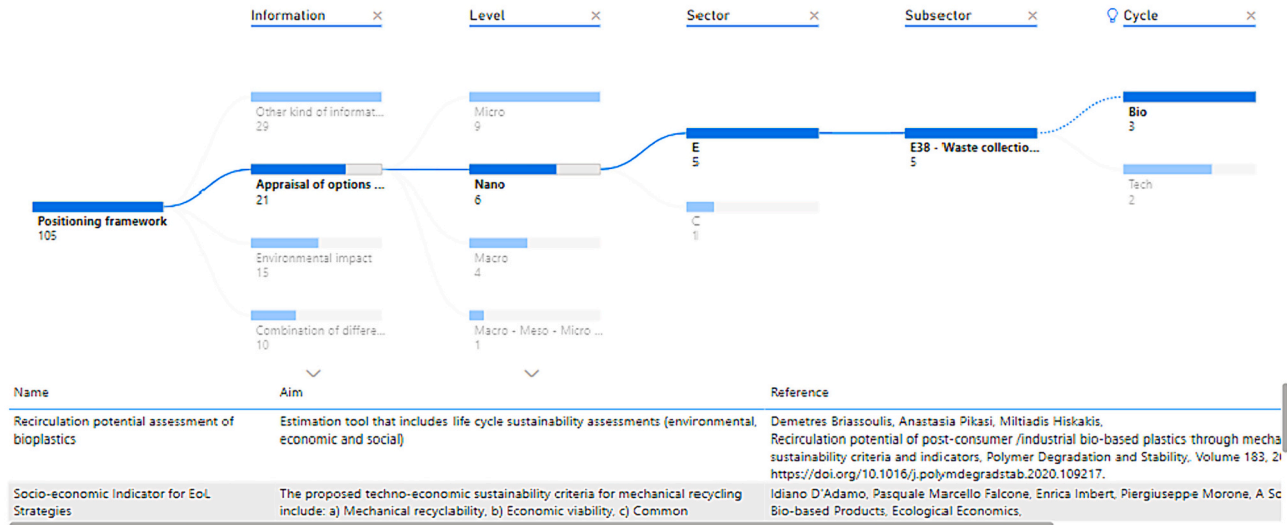 Information
Level
Sector
Subsector
Cycle
Other kind of informat...
29
Micro
9
Bio
3
E
5
E38 - 'Waste collectio...
5
Appraisal of options ...
21
Nano
6
Tech
2
Positioning framework
105
C
1
Environmental impact
15
Macro
4
Combination of differe...
10
Macro - Meso - Micro ...
1
Name
Aim
Reference
Recirculation potential assessment of
bioplastics
Estimation tool that includes life cycle sustainability assessments (environmental,
economic and social)
Demetres Briassoulis, Anastasia Pikasi, Miltiadis Hiskakis,
Recirculation potential of post-consumer /industrial bio-based plastics through mecha
sustainability criteria and indicators, Polymer Degradation and Stability, Volume 183, 2
https://doi.org/10.1016/j.polymdegradstab.2020.109217.
Socio-economic Indicator for EoL
Strategies
The proposed techno-economic sustainability criteria for mechanical recycling
include: a) Mechanical recyclability, b) Economic viability, c) Common
Idiano D'Adamo, Pasquale Marcello Falcone, Enrica Imbert, Piergiuseppe Morone, A Sc
Bio-based Products, Ecological Economics,